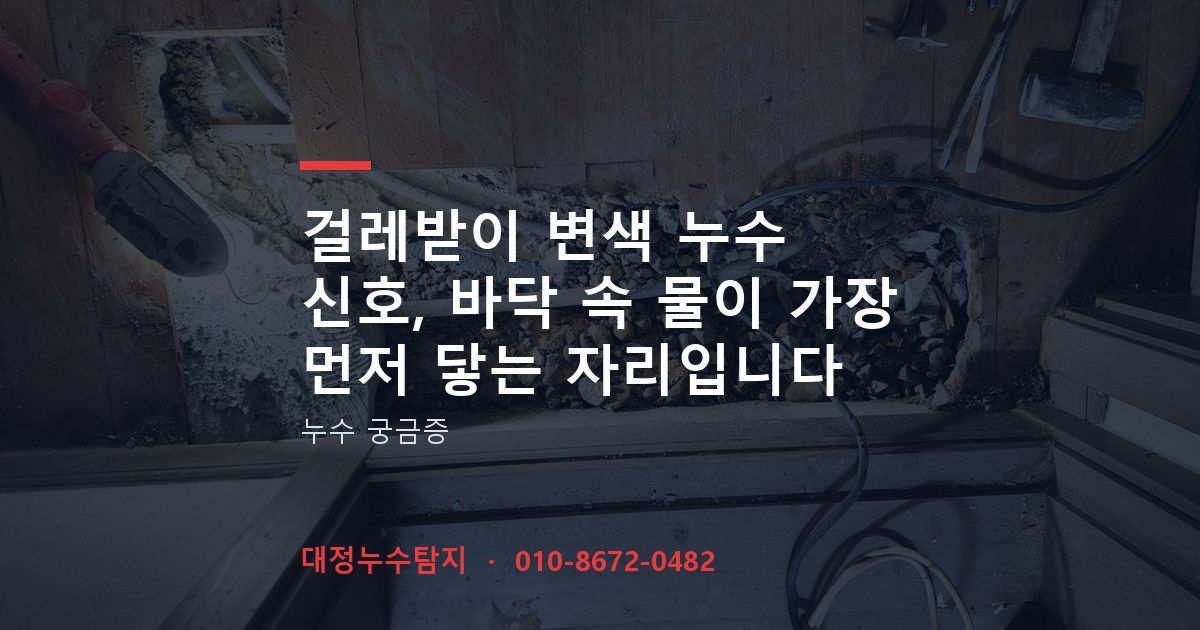 걸레받이 변색 누수
신호, 바닥 속 물이 가장
먼저 닿는 자리입니다
누수 궁금증
대정누수탐지 · 010-8672-0482